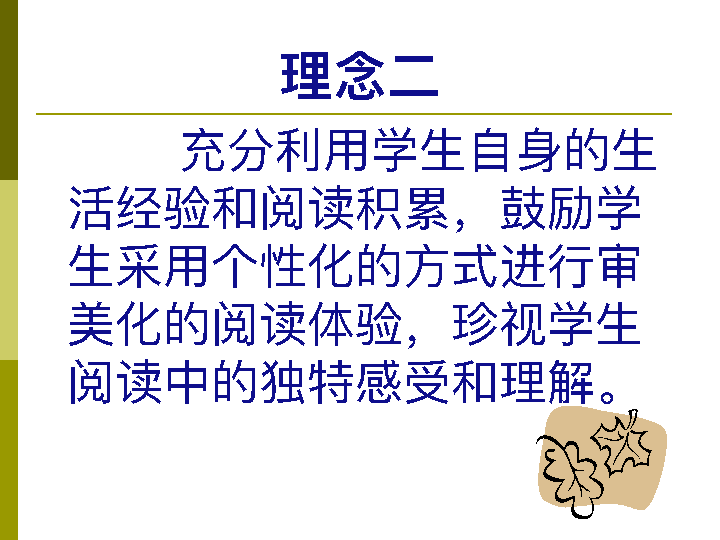 理念二
充分利用学生自身的生
活经验和阅读积累，鼓励学
生采用个性化的方式进行审
美化的阅读体验，珍视学生
阅读中的独特感受和理解。